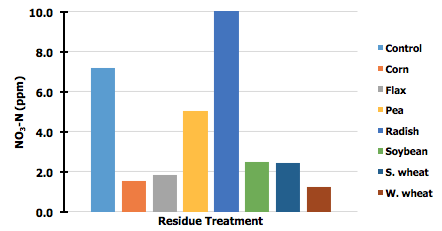 10.0
8.0
6.0
4.0
2.0
0.0
NO3-N (ppm)
Residue Treatment
Control
Corn
Flax
Pea
Radish
Soybean
S. wheat
W. wheat